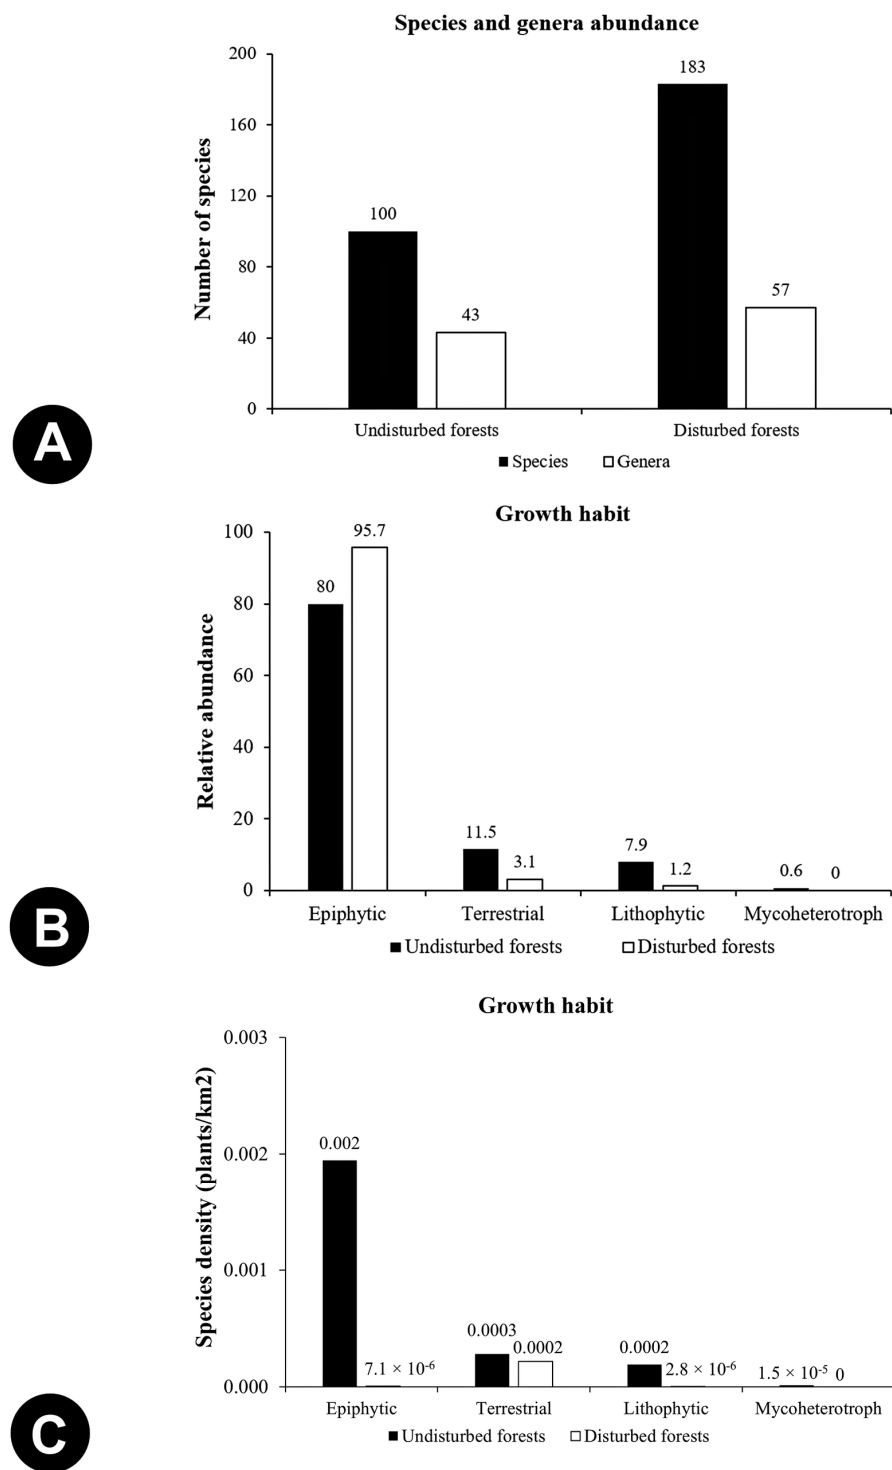 Species and genera abundance
Number of species
200
160
120
80
40
0
100
43
183
57
Undisturbed forests
Disturbed forests
Species
Genera
A
Growth habit
Relative abundance
100
80
60
40
20
0
80
95.7
11.5
3.1
7.9
1.2
0.6
0
Epiphytic
Terrestrial
Lithophytic
Mycoheterotroph
Undisturbed forests
Disturbed forests
B
Growth habit
Species density (plants/km2)
0.003
0.002
0.001
0.000
0.002
7.1 × 10⁻⁶
0.0003
0.0002
0.0002
2.8 × 10⁻⁶
1.5 × 10⁻⁵
0
Epiphytic
Terrestrial
Lithophytic
Mycoheterotroph
Undisturbed forests
Disturbed forests
C